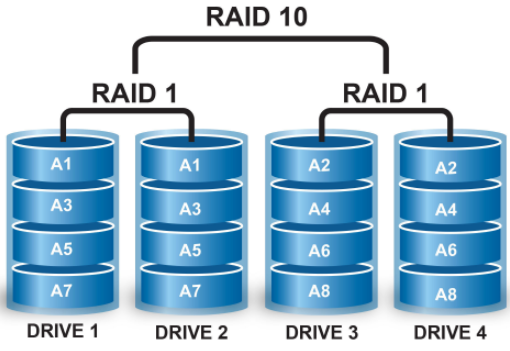 RAID 10
RAID 1 RAID 1
A1 A1 A2 A2
A3 A3 A4 A4
A5 A5 A6 A6
A7 A7 A8 A8
DRIVE 1 DRIVE 2 DRIVE 3 DRIVE 4